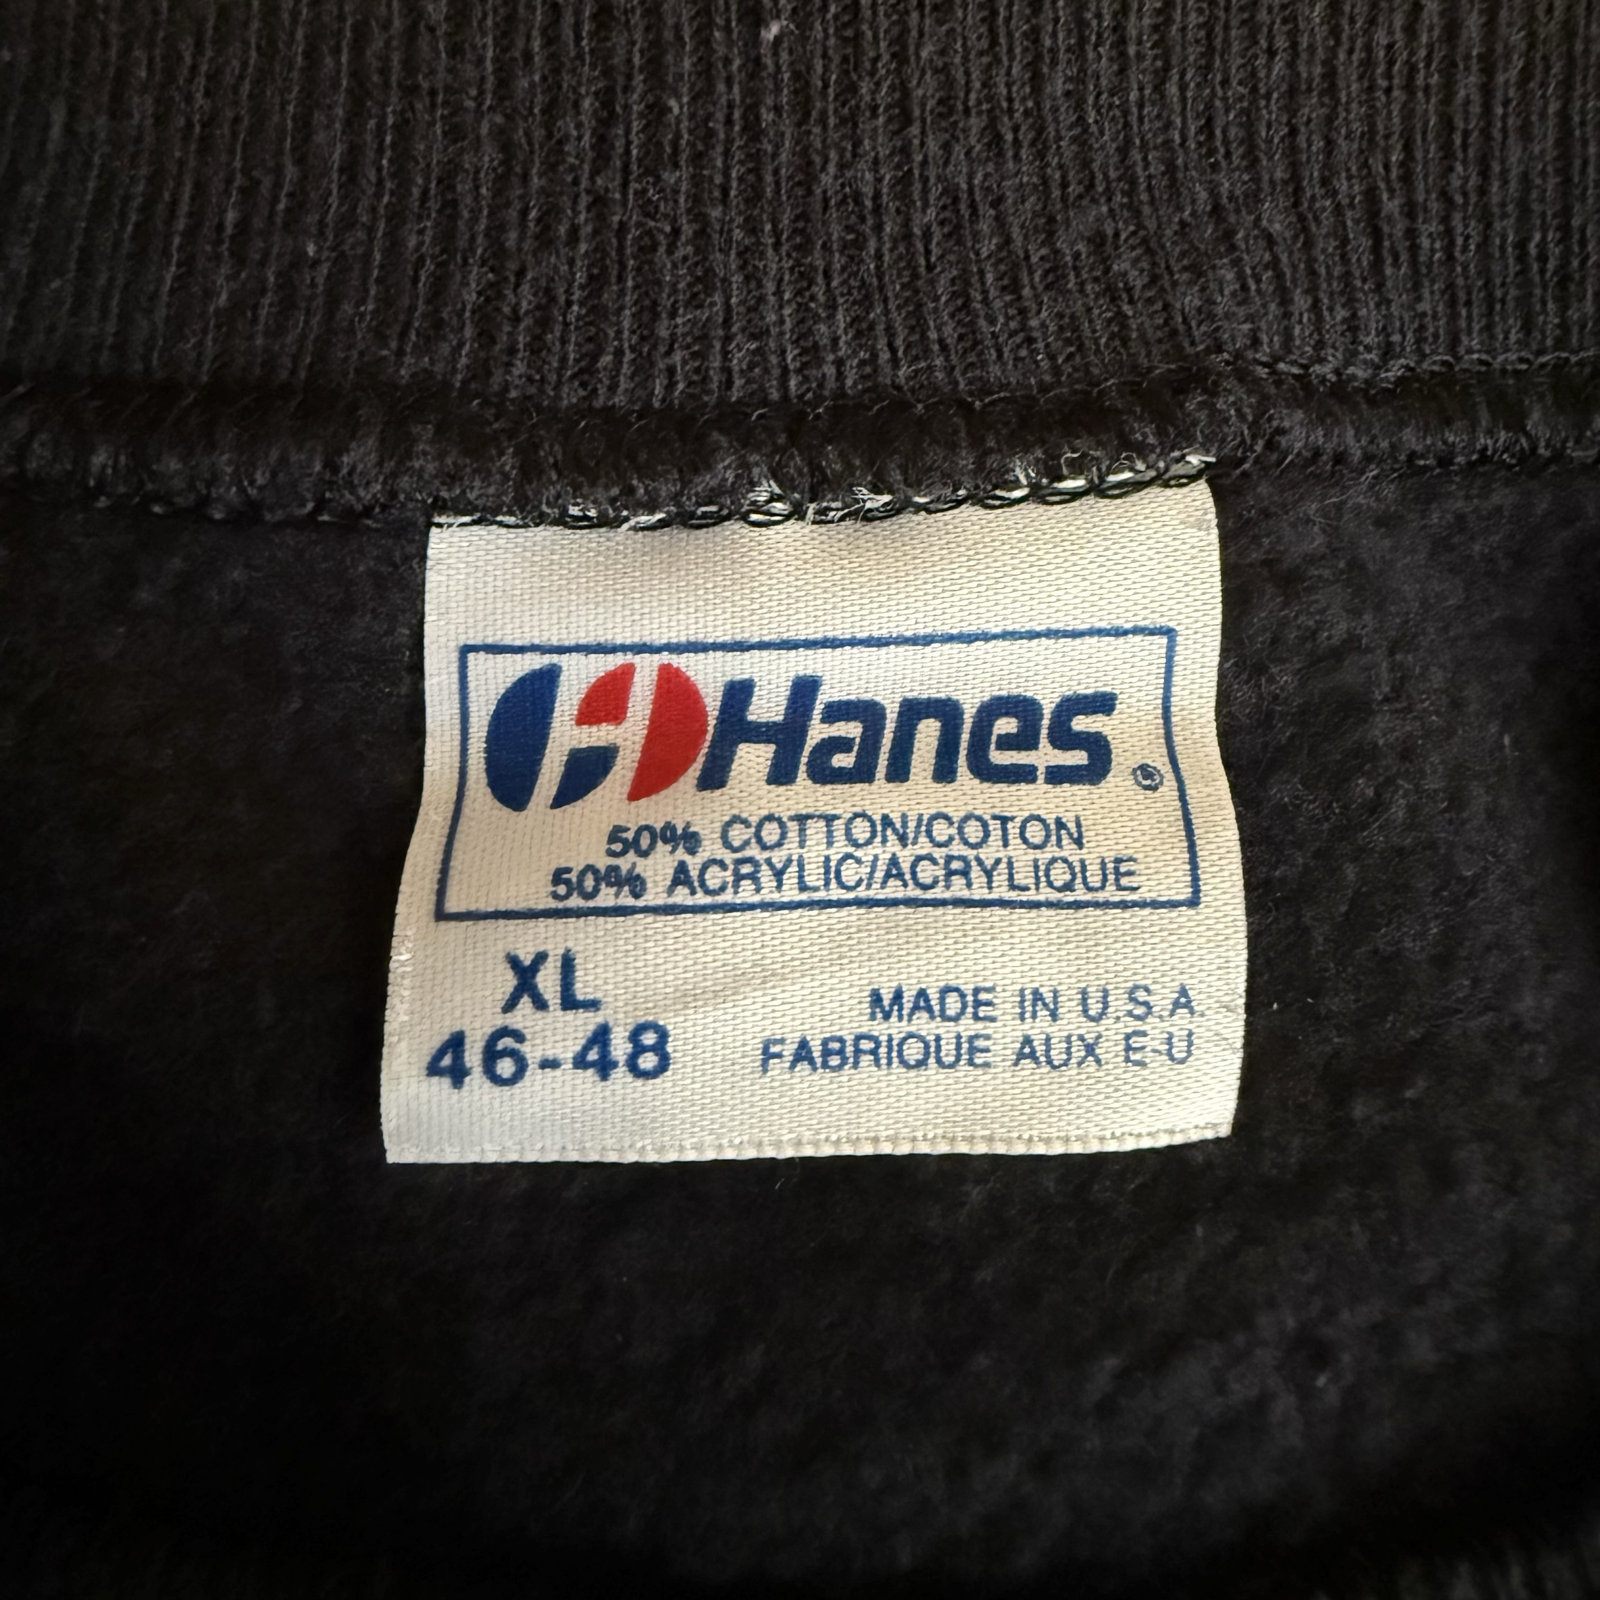 Hanes®
50% COTTON/COTON
50% ACRYLIC/ACRYLIQUE
XL
46-48
MADE IN U.S.A.
FABRIQUE AUX E-U